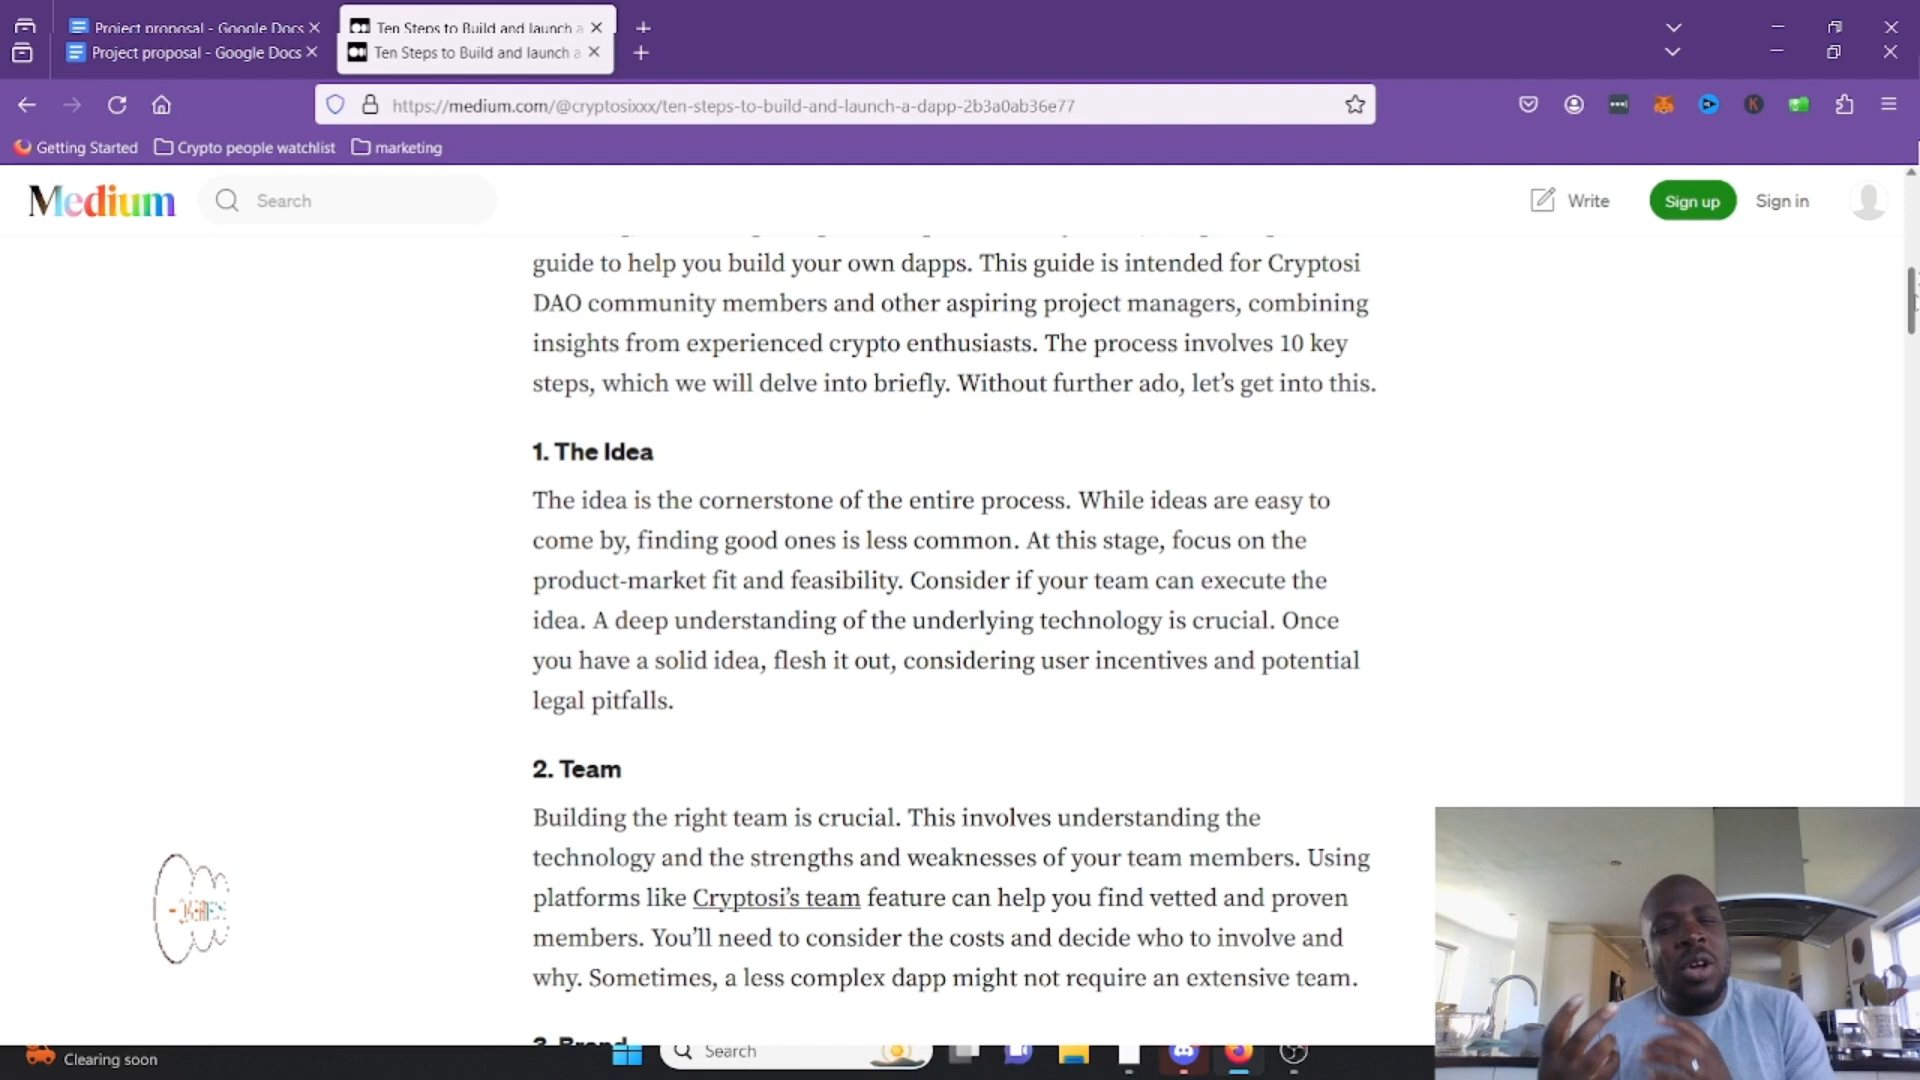 Project proposal - Google Docs
Ten Steps to Build and launch a
Project proposal - Google Docs
Ten Steps to Build and launch a
https://medium.com/@cryptosixxx/ten-steps-to-build-and-launch-a-dapp-2b3a0ab36e77
Getting Started
Crypto people watchlist
marketing
Medium
Search
Write
Sign up
Sign in
guide to help you build your own dapps. This guide is intended for Cryptosi
DAO community members and other aspiring project managers, combining
insights from experienced crypto enthusiasts. The process involves 10 key
steps, which we will delve into briefly. Without further ado, let’s get into this.
1. The Idea
The idea is the cornerstone of the entire process. While ideas are easy to
come by, finding good ones is less common. At this stage, focus on the
product-market fit and feasibility. Consider if your team can execute the
idea. A deep understanding of the underlying technology is crucial. Once
you have a solid idea, flesh it out, considering user incentives and potential
legal pitfalls.
2. Team
Building the right team is crucial. This involves understanding the
technology and the strengths and weaknesses of your team members. Using
platforms like Cryptosi’s team feature can help you find vetted and proven
members. You’ll need to consider the costs and decide who to involve and
why. Sometimes, a less complex dapp might not require an extensive team.
3. Brand
Clearing soon
Search